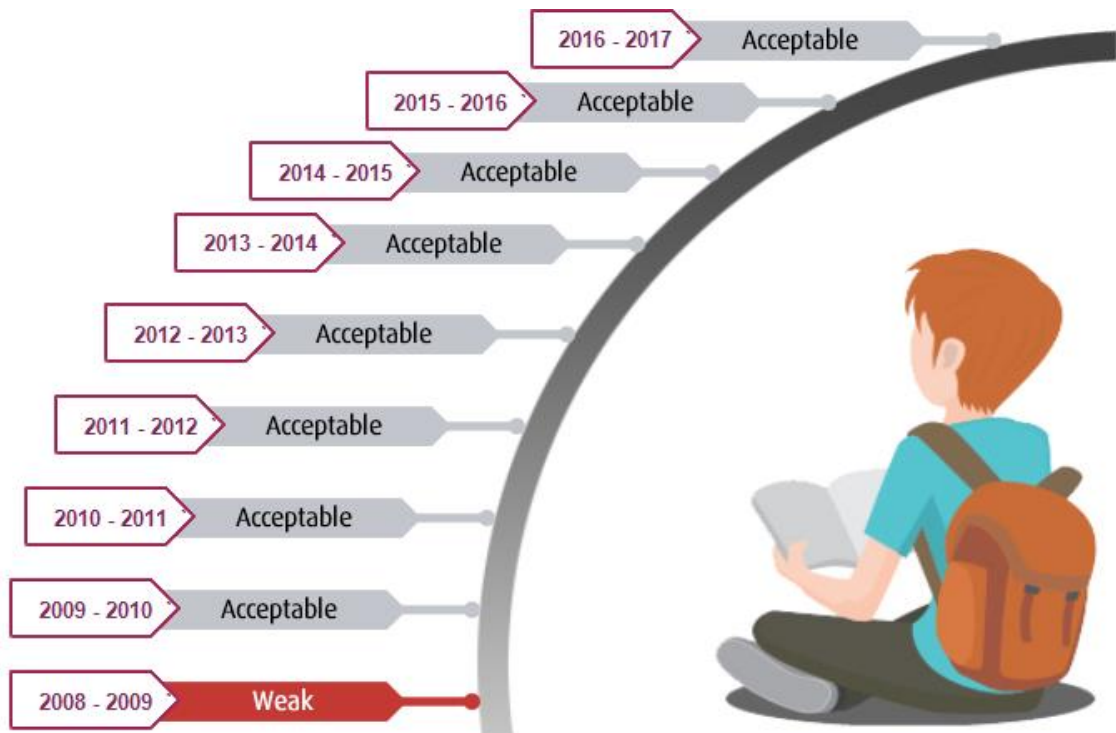 2016 - 2017 Acceptable
2015 - 2016 Acceptable
2014 - 2015 Acceptable
2013 - 2014 Acceptable
2012 - 2013 Acceptable
2011 - 2012 Acceptable
2010 - 2011 Acceptable
2009 - 2010 Acceptable
2008 - 2009 Weak